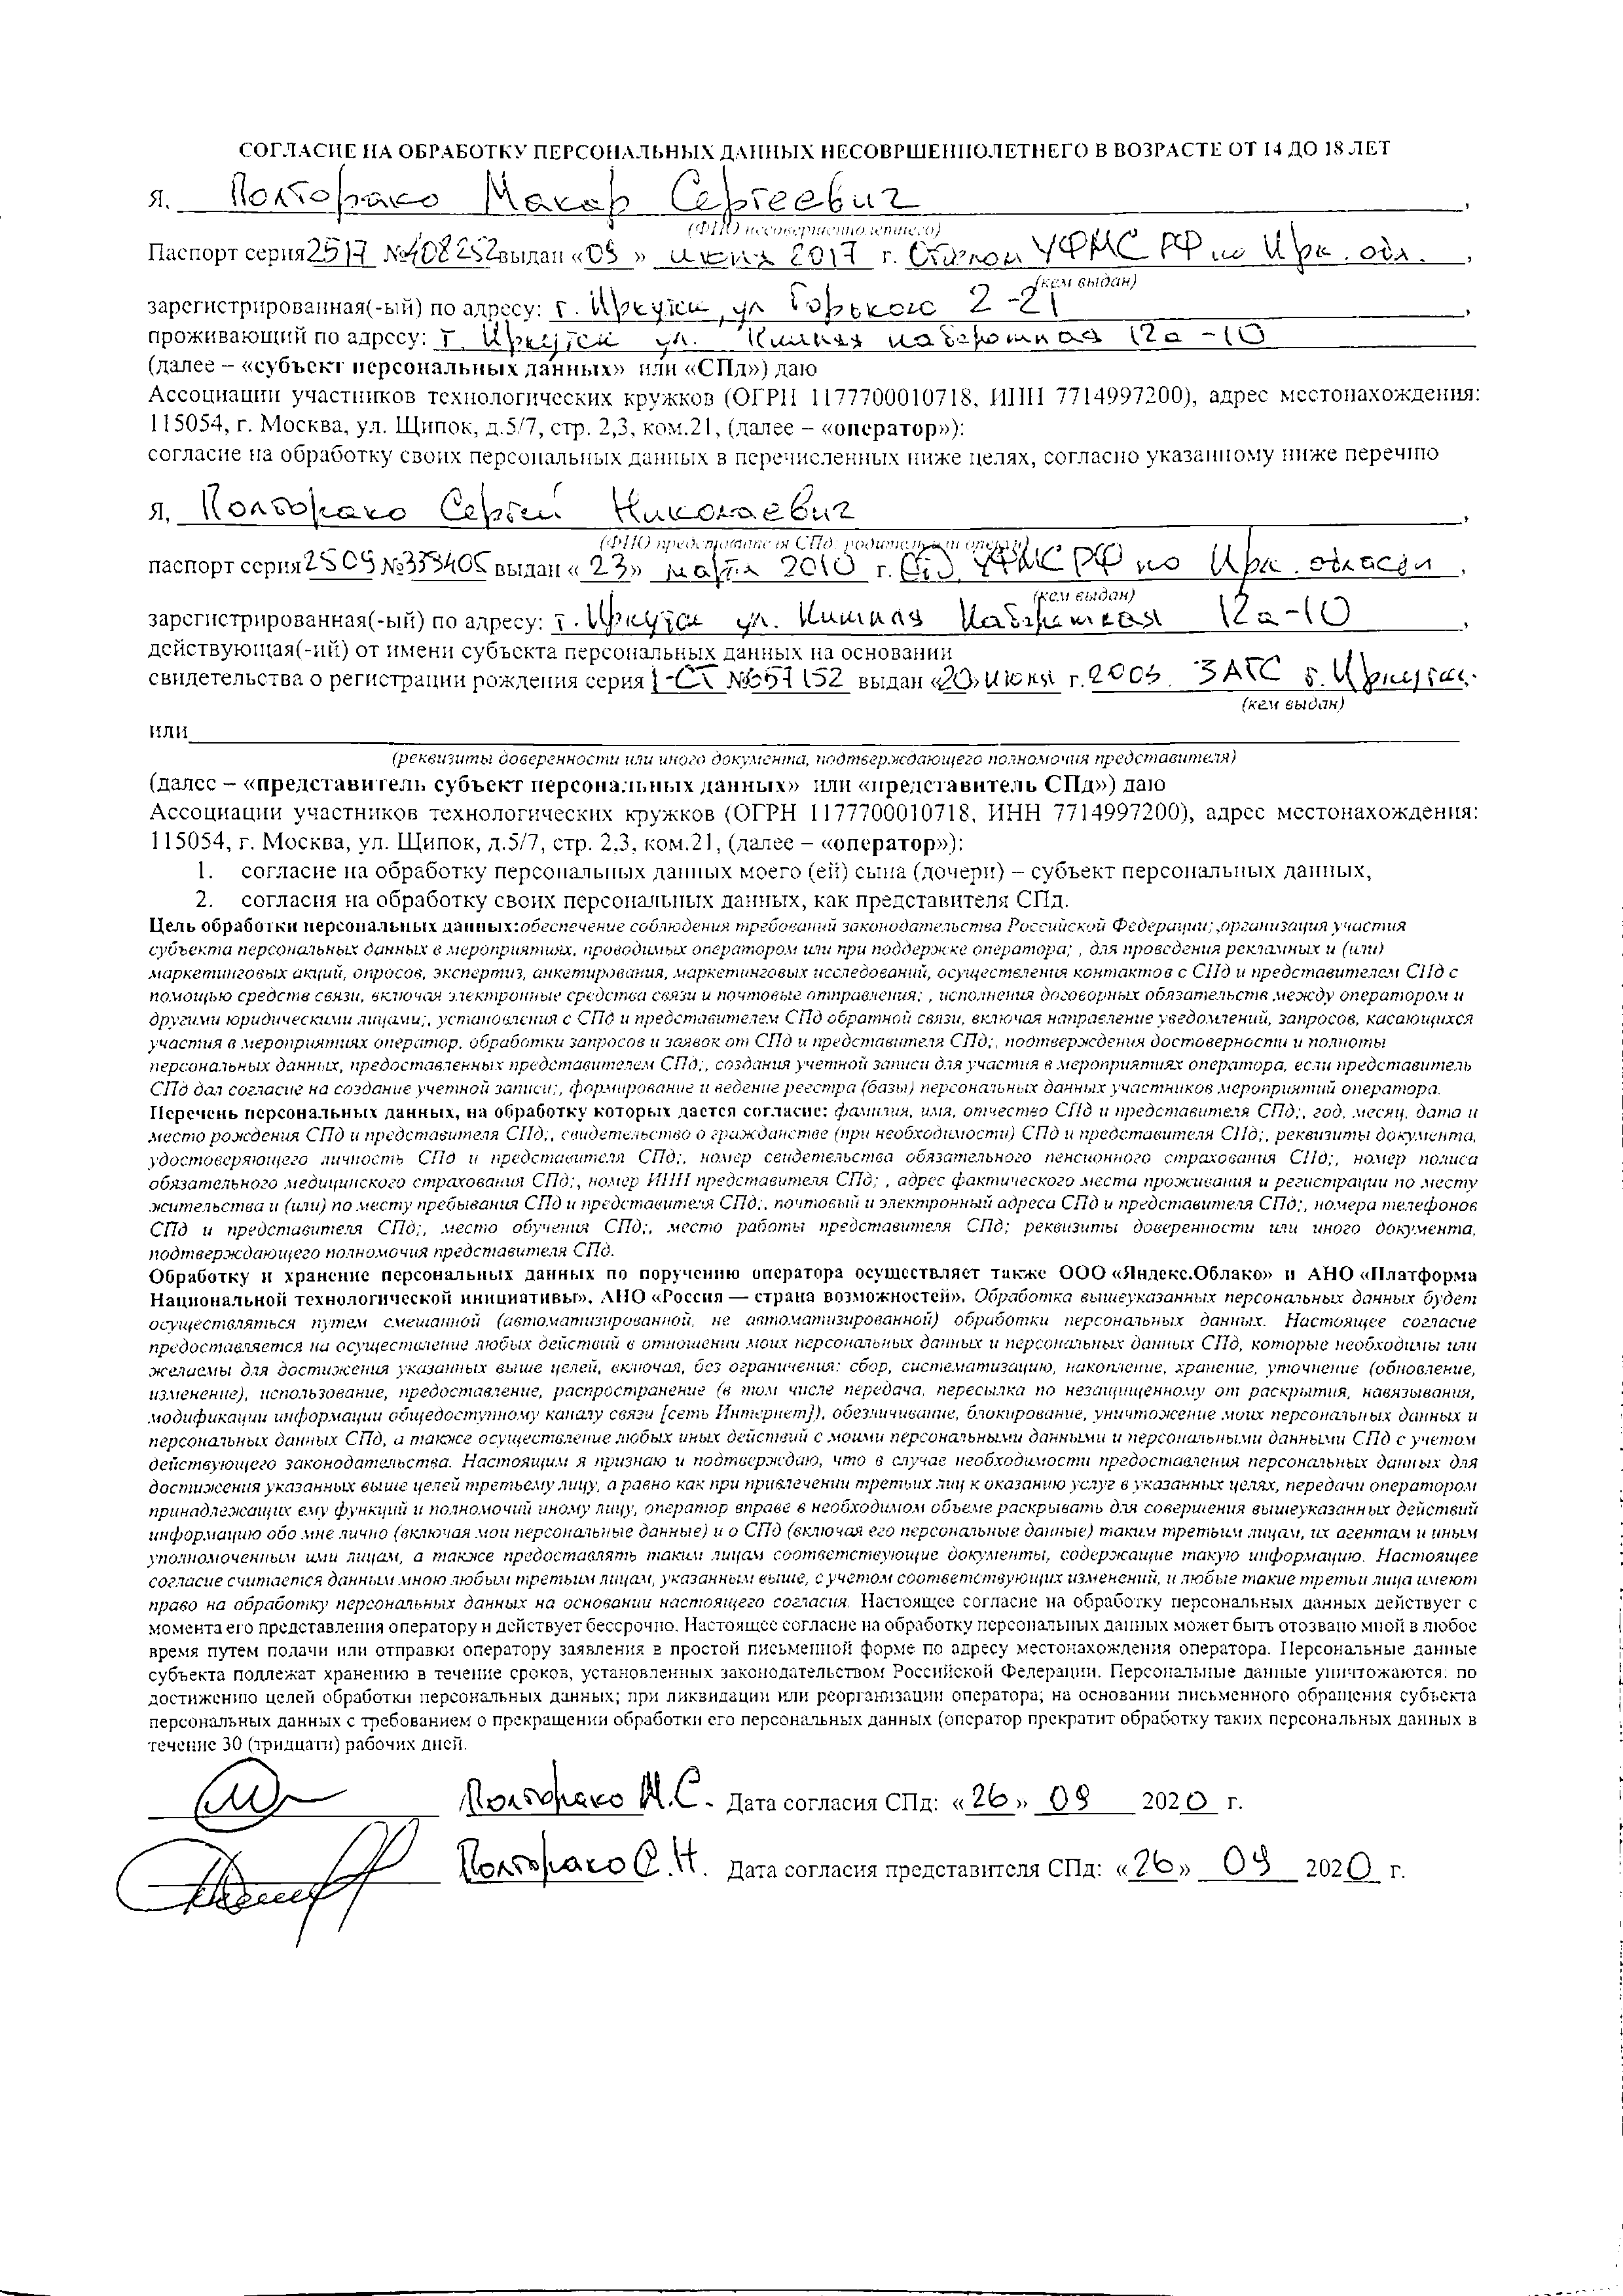 СОГЛАСИЕ НА ОБРАБОТКУ ПЕРСОНАЛЬНЫХ ДАННЫХ НЕСОВРШЕННОЛЕТНЕГО В ВОЗРАСТЕ ОТ 14 ДО 18 ЛЕТ
Я, Полторако Макар Сергеевич,
(ФИО несовершеннолетнего)
Паспорт серия 2517 №408252 выдан «09» июня 2017 г. Отделом УФМС РФ по Ирк. обл.,
(кем выдан)
зарегистрированная(-ый) по адресу: г. Иркутск, ул Горького 2-21,
проживающий по адресу: г. Иркутск ул. Нижняя набережная 12а-10
(далее – «субъект персональных данных» или «СПд») даю
Ассоциации участников технологических кружков (ОГРН 1177700010718, ИНН 7714997200), адрес местонахождения:
115054, г. Москва, ул. Щипок, д.5/7, стр. 2,3, ком.21, (далее – «оператор»):
согласие на обработку своих персональных данных в перечисленных ниже целях, согласно указанному ниже перечню
Я, Полторако Сергей Николаевич,
(ФИО представителя СПд: родитель или опекун)
паспорт серия 2509 №339405 выдан «23» марта 2010 г. Отд. УФМС РФ по Ирк. области,
(кем выдан)
зарегистрированная(-ый) по адресу: г. Иркутск ул. Нижняя Набережная 12а-10,
действующая(-ий) от имени субъекта персональных данных на основании
свидетельства о регистрации рождения серия I-СТ №657152 выдан «20» июня г. 2003. ЗАГС г. Иркутск.
(кем выдан)
или
(реквизиты доверенности или иного документа, подтверждающего полномочия представителя)
(далее – «представитель субъект персональных данных» или «представитель СПд») даю
Ассоциации участников технологических кружков (ОГРН 1177700010718, ИНН 7714997200), адрес местонахождения:
115054, г. Москва, ул. Щипок, д.5/7, стр. 2,3, ком.21, (далее – «оператор»):
1. согласие на обработку персональных данных моего (ей) сына (дочери) – субъект персональных данных,
2. согласия на обработку своих персональных данных, как представителя СПд.
Цель обработки персональных данных:обеспечение соблюдения требований законодательства Российской Федерации;,организация участия
субъекта персональных данных в мероприятиях, проводимых оператором или при поддержке оператора; , для проведения рекламных и (или)
маркетинговых акций, опросов, экспертиз, анкетирования, маркетинговых исследований, осуществления контактов с СПд и представителем СПд с
помощью средств связи, включая электронные средства связи и почтовые отправления; , исполнения договорных обязательств между оператором и
другими юридическими лицами;, установления с СПд и представителем СПд обратной связи, включая направление уведомлений, запросов, касающихся
участия в мероприятиях оператор, обработки запросов и заявок от СПд и представителя СПд;, подтверждения достоверности и полноты
персональных данных, предоставленных представителем СПд;, создания учетной записи для участия в мероприятиях оператора, если представитель
СПд дал согласие на создание учетной записи;, формирование и ведение реестра (базы) персональных данных участников мероприятий оператора.
Перечень персональных данных, на обработку которых дается согласие: фамилия, имя, отчество СПд и представителя СПд;, год, месяц, дата и
место рождения СПд и представителя СПд;, свидетельство о гражданстве (при необходимости) СПд и представителя СПд;, реквизиты документа,
удостоверяющего личность СПд и представителя СПд;, номер свидетельства обязательного пенсионного страхования СПд;, номер полиса
обязательного медицинского страхования СПд;, номер ИНН представителя СПд; , адрес фактического места проживания и регистрации по месту
жительства и (или) по месту пребывания СПд и представителя СПд;, почтовый и электронный адреса СПд и представителя СПд;, номера телефонов
СПд и представителя СПд;, место обучения СПд;, место работы представителя СПд; реквизиты доверенности или иного документа,
подтверждающего полномочия представителя СПд.
Обработку и хранение персональных данных по поручению оператора осуществляет также ООО «Яндекс.Облако» и АНО «Платформа
Национальной технологической инициативы», АНО «Россия — страна возможностей». Обработка вышеуказанных персональных данных будет
осуществляться путем смешанной (автоматизированной, не автоматизированной) обработки персональных данных. Настоящее согласие
предоставляется на осуществление любых действий в отношении моих персональных данных и персональных данных СПд, которые необходимы или
желаемы для достижения указанных выше целей, включая, без ограничения: сбор, систематизацию, накопление, хранение, уточнение (обновление,
изменение), использование, предоставление, распространение (в том числе передача, пересылка по незащищенному от раскрытия, навязывания,
модификации информации общедоступному каналу связи [сеть Интернет]), обезличивание, блокирование, уничтожение моих персональных данных и
персональных данных СПд, а также осуществление любых иных действий с моими персональными данными и персональными данными СПд с учетом
действующего законодательства. Настоящим я признаю и подтверждаю, что в случае необходимости предоставления персональных данных для
достижения указанных выше целей третьему лицу, а равно как при привлечении третьих лиц к оказанию услуг в указанных целях, передачи оператором
принадлежащих ему функций и полномочий иному лицу, оператор вправе в необходимом объеме раскрывать для совершения вышеуказанных действий
информацию обо мне лично (включая мои персональные данные) и о СПд (включая его персональные данные) таким третьим лицам, их агентам и иным
уполномоченным ими лицам, а также предоставлять таким лицам соответствующие документы, содержащие такую информацию. Настоящее
согласие считается данным мною любым третьим лицам, указанным выше, с учетом соответствующих изменений, и любые такие третьи лица имеют
право на обработку персональных данных на основании настоящего согласия. Настоящее согласие на обработку персональных данных действует с
момента его представления оператору и действует бессрочно. Настоящее согласие на обработку персональных данных может быть отозвано мной в любое
время путем подачи или отправки оператору заявления в простой письменной форме по адресу местонахождения оператора. Персональные данные
субъекта подлежат хранению в течение сроков, установленных законодательством Российской Федерации. Персональные данные уничтожаются: по
достижению целей обработки персональных данных; при ликвидации или реорганизации оператора; на основании письменного обращения субъекта
персональных данных с требованием о прекращении обработки его персональных данных (оператор прекратит обработку таких персональных данных в
течение 30 (тридцати) рабочих дней.
Полторако М.С. Дата согласия СПд: «26» 09 2020 г.
Полторако С.Н. Дата согласия представителя СПд: «26» 09 2020 г.